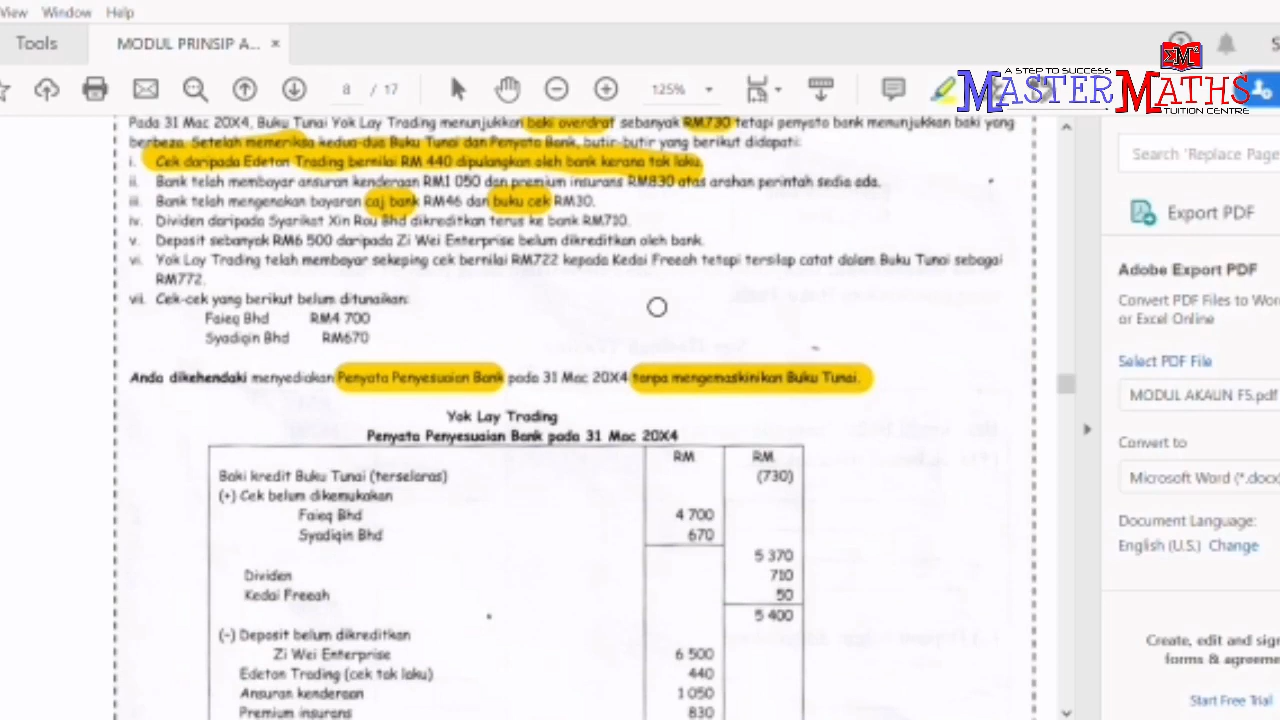 View Window Help
Tools MODUL PRINSIP A... ×
8 / 17 125%
A STEP TO SUCCESS
MASTERMATHS
TUITION CENTRE
Pada 31 Mac 20X4, Buku Tunai Yok Lay Trading menunjukkan baki overdraf sebanyak RM730 tetapi penyata bank menunjukkan baki yang
berbeza. Setelah memeriksa kedua-dua Buku Tunai dan Penyata Bank, butir-butir yang berikut didapati:
i. Cek daripada Edeton Trading bernilai RM 440 dipulangkan oleh bank kerana tak laku.
ii. Bank telah membayar ansuran kenderaan RM1 050 dan premium insurans RM830 atas arahan perintah sedia ada.
iii. Bank telah mengenakan bayaran caj bank RM46 dan buku cek RM30.
iv. Dividen daripada Syarikat Xin Rou Bhd dikreditkan terus ke bank RM710.
v. Deposit sebanyak RM6 500 daripada Zi Wei Enterprise belum dikreditkan oleh bank.
vi. Yok Lay Trading telah membayar sekeping cek bernilai RM722 kepada Kedai Freeah tetapi tersilap catat dalam Buku Tunai sebagai
RM772.
vii. Cek-cek yang berikut belum ditunaikan:
Faieq Bhd RM4 700
Syadiqin Bhd RM670
Anda dikehendaki menyediakan Penyata Penyesuaian Bank pada 31 Mac 20X4 tanpa mengemaskinikan Buku Tunai.
Yok Lay Trading
Penyata Penyesuaian Bank pada 31 Mac 20X4
RM RM
Baki kredit Buku Tunai (terselaras) (730)
(+) Cek belum dikemukakan
Faieq Bhd 4 700
Syadiqin Bhd 670
5 370
Dividen 710
Kedai Freeah 50
5 400
(-) Deposit belum dikreditkan
Zi Wei Enterprise 6 500
Edeton Trading (cek tak laku) 440
Ansuran kenderaan 1 050
Premium insurans 830
Search 'Replace Page
Export PDF
Adobe Export PDF
Convert PDF Files to Wor
or Excel Online
Select PDF File
MODUL AKAUN F5.pdf
Convert to
Microsoft Word (*.docx
Document Language:
English (U.S.) Change
Create, edit and sign
forms & agreeme
Start Free Trial